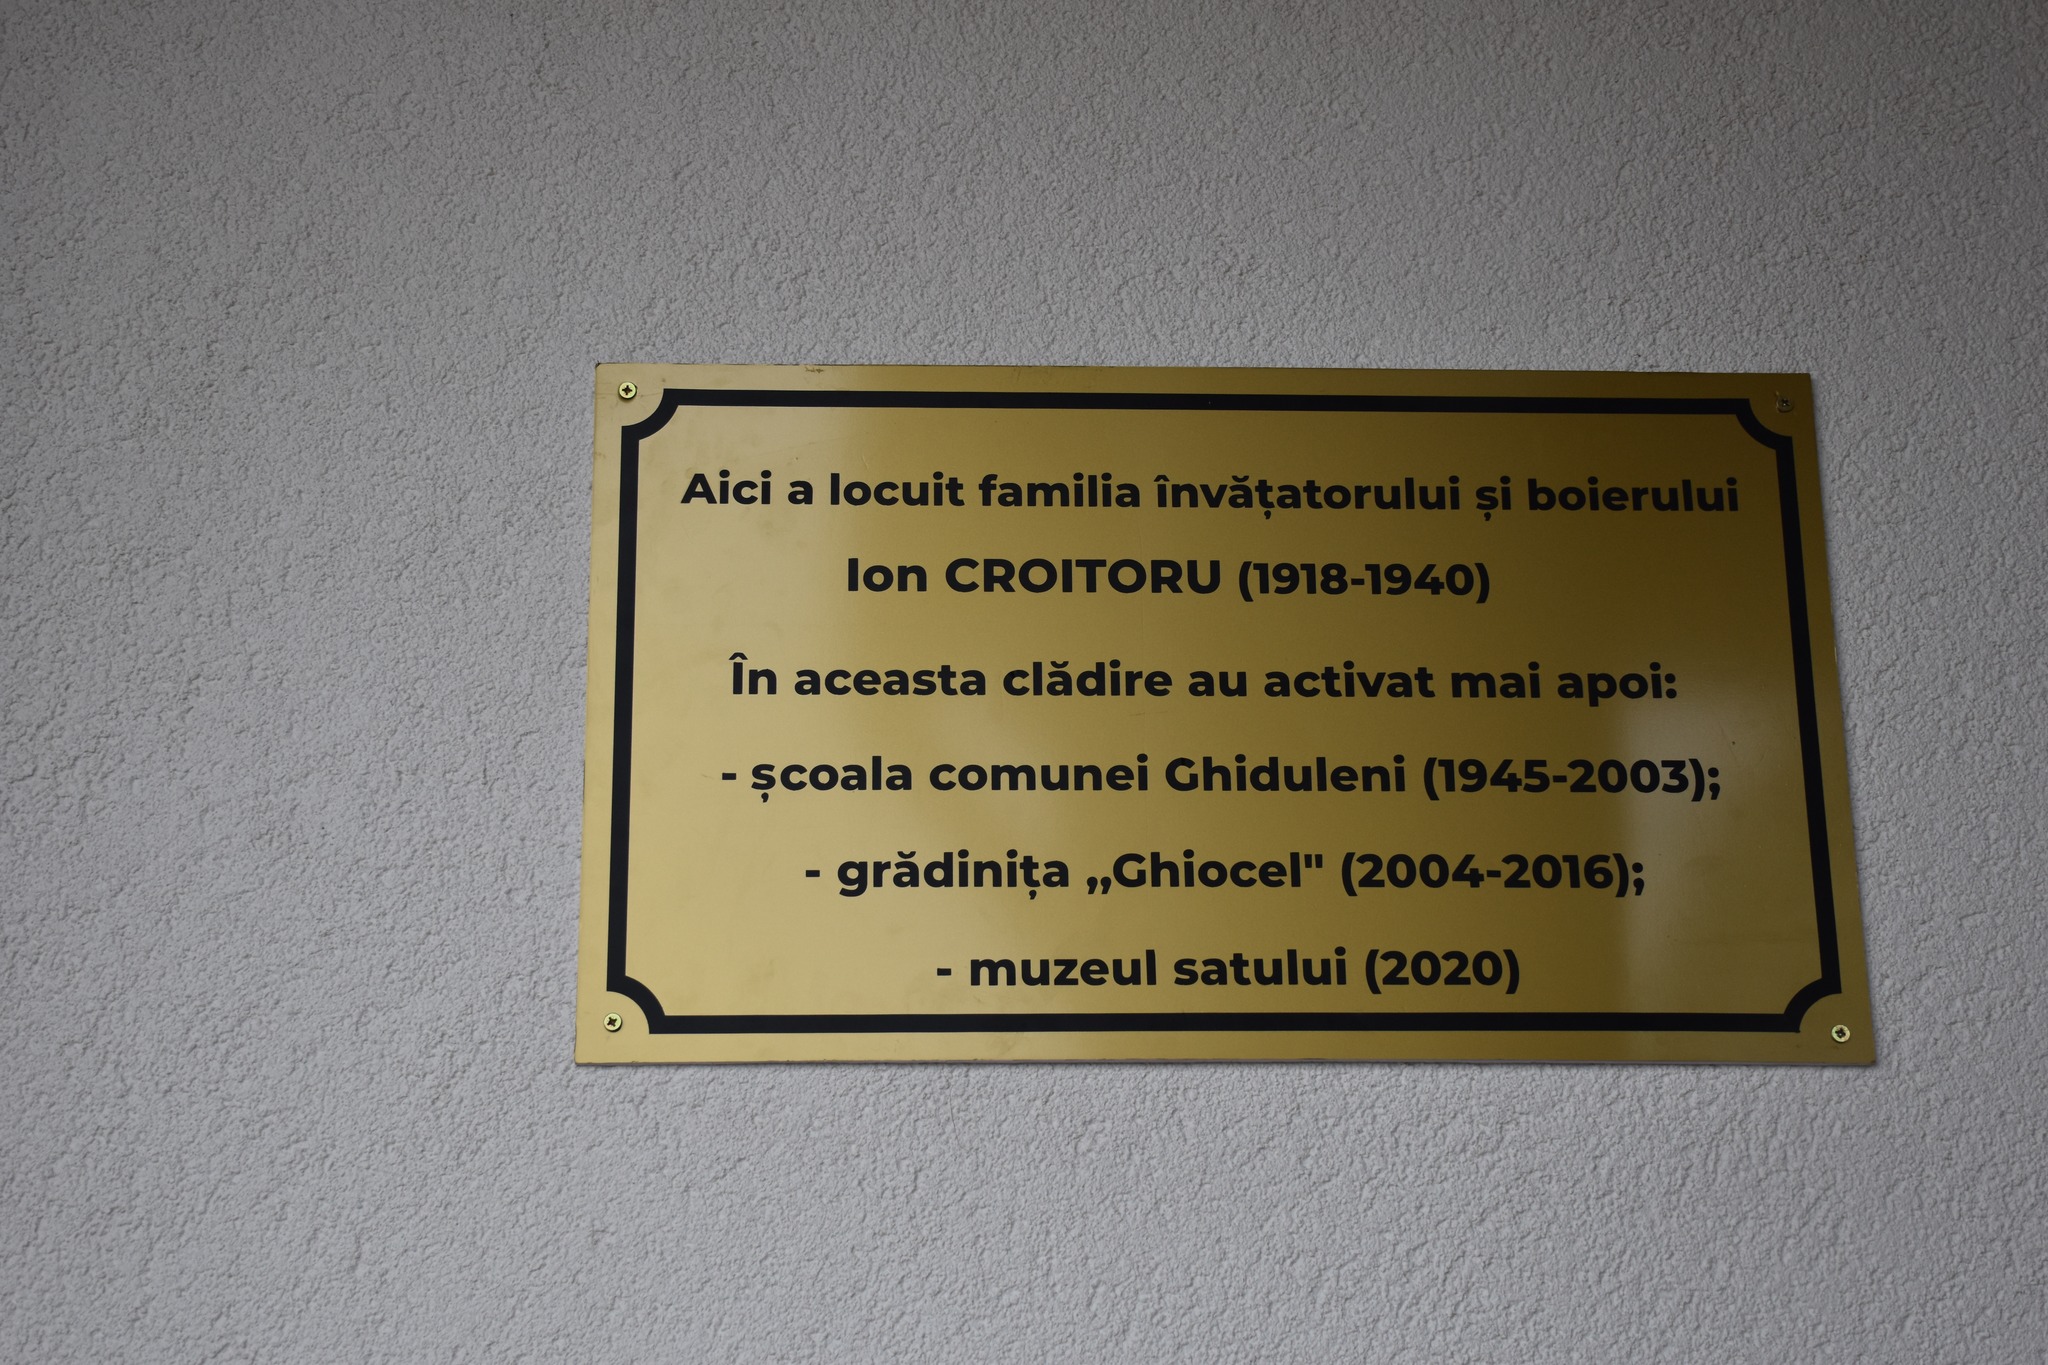 Aici a locuit familia învățatorului și boierului
Ion CROITORU (1918-1940)
În aceasta clădire au activat mai apoi:
- școala comunei Ghiduleni (1945-2003);
- grădinița ,,Ghiocel" (2004-2016);
- muzeul satului (2020)